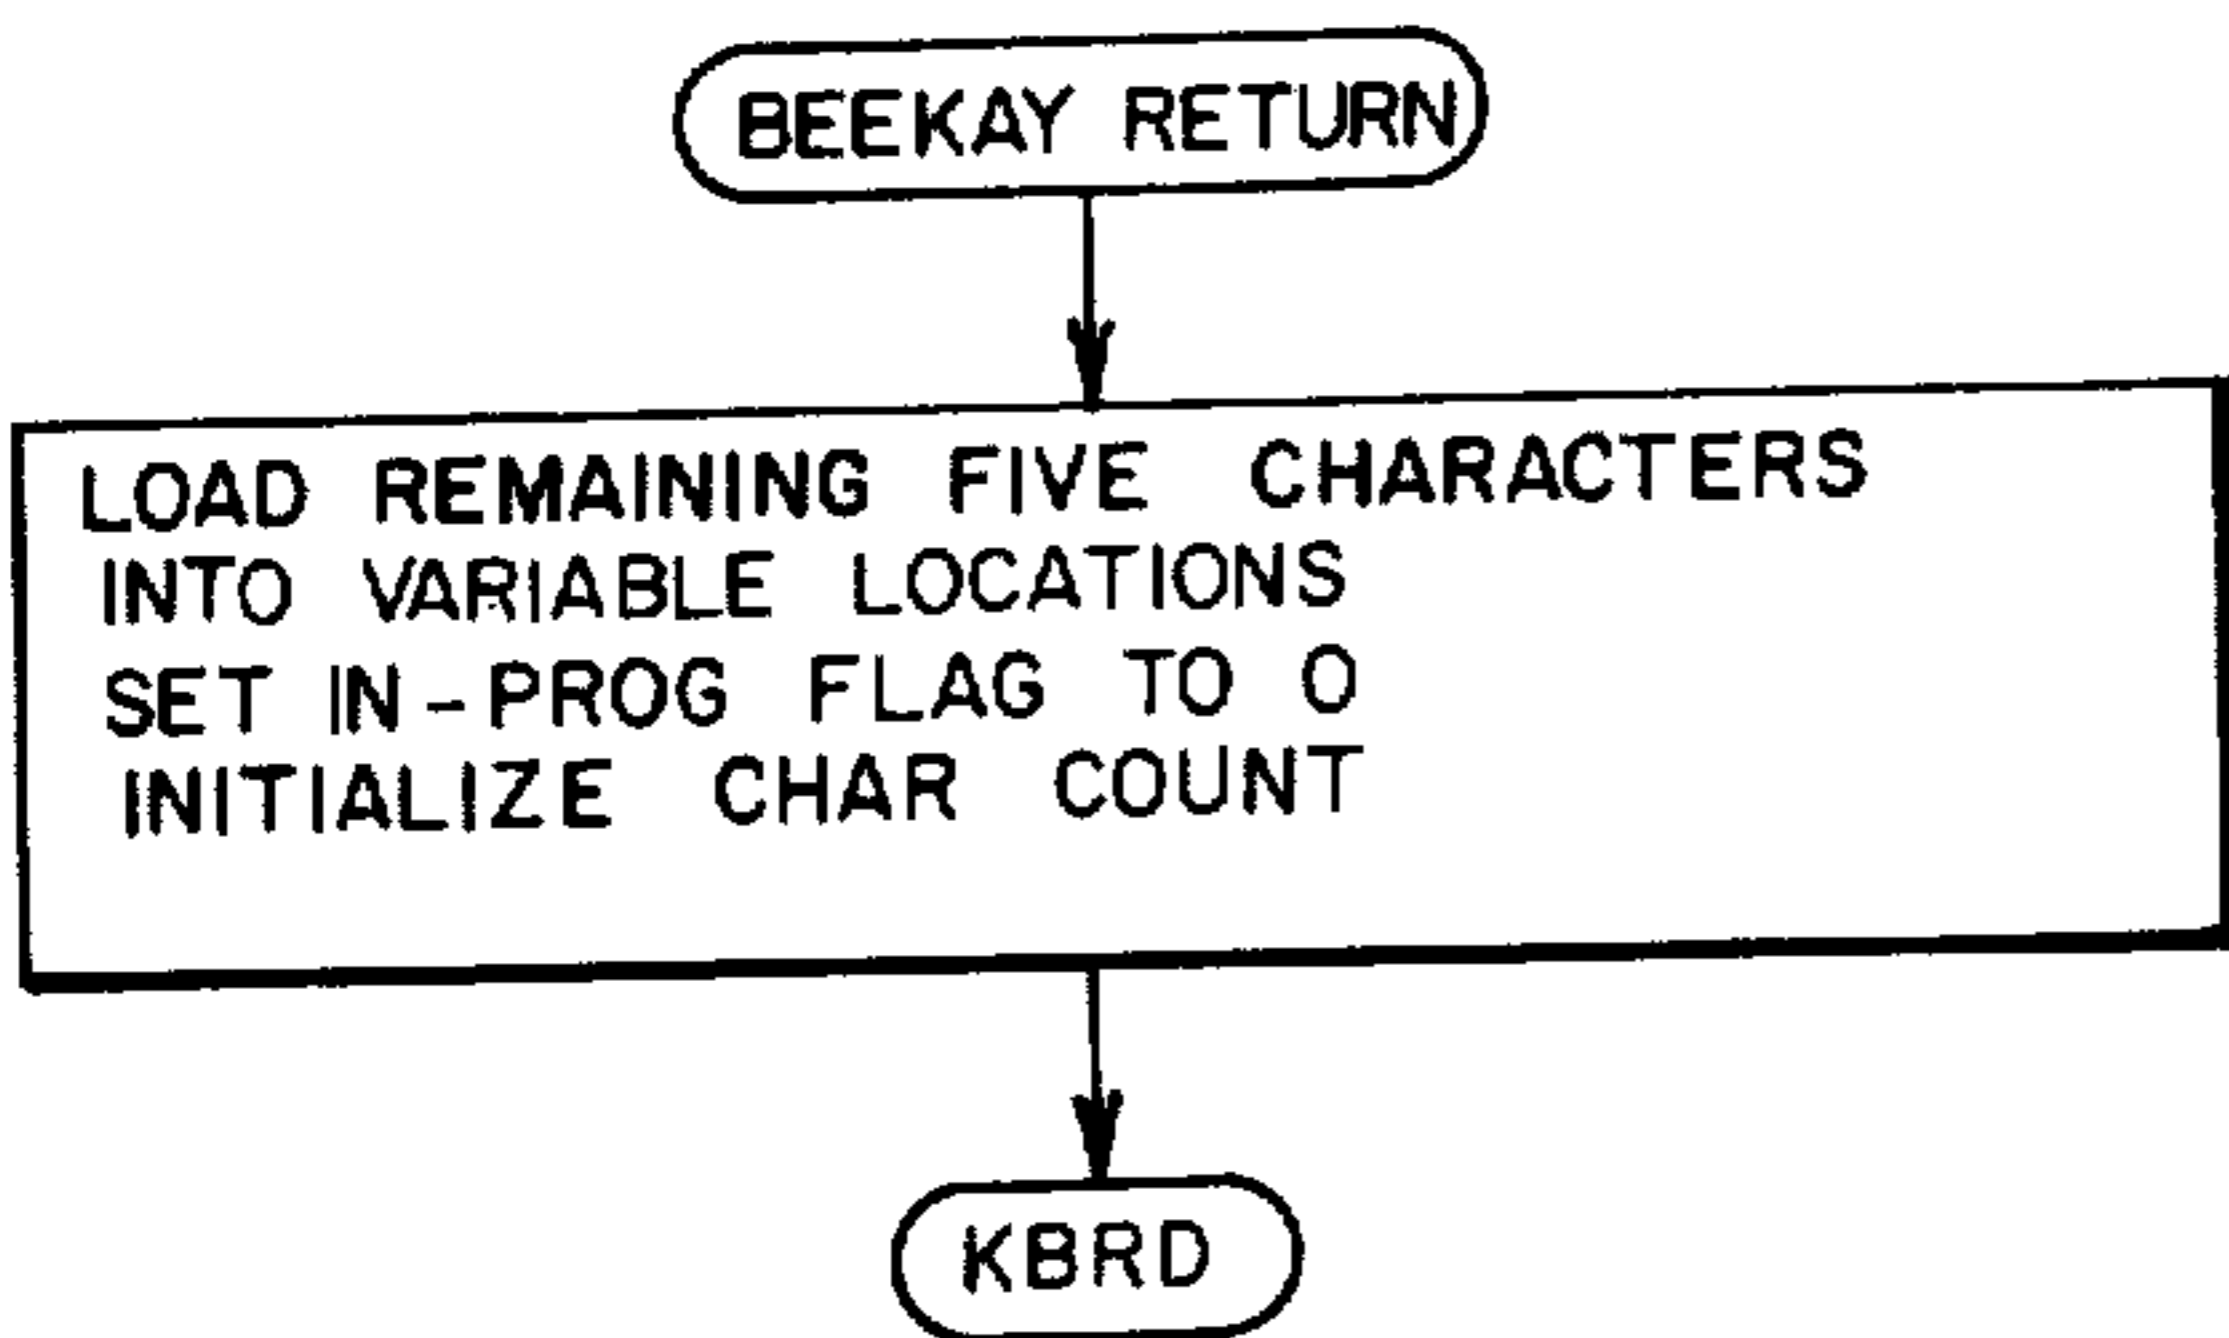 BEEKAY RETURN
LOAD REMAINING FIVE CHARACTERS
INTO VARIABLE LOCATIONS
SET IN-PROG FLAG TO 0
INITIALIZE CHAR COUNT
KBRD